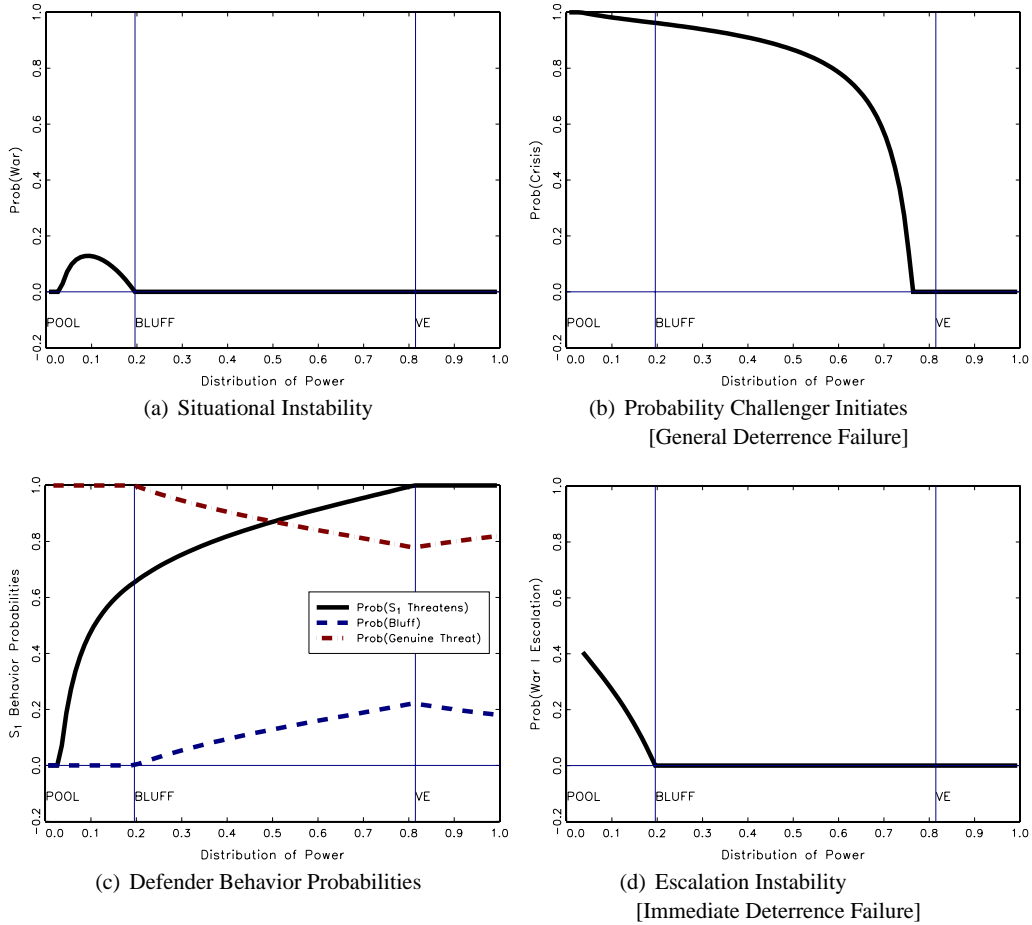 Prob(War)
1.0
0.8
0.6
0.4
0.2
0.0
−0.2
POOL
BLUFF
VE
0.0 0.1 0.2 0.3 0.4 0.5 0.6 0.7 0.8 0.9 1.0
Distribution of Power
(a) Situational Instability
Prob(Crisis)
1.0
0.8
0.6
0.4
0.2
0.0
−0.2
POOL
BLUFF
VE
0.0 0.1 0.2 0.3 0.4 0.5 0.6 0.7 0.8 0.9 1.0
Distribution of Power
(b) Probability Challenger Initiates
[General Deterrence Failure]
S₁ Behavior Probabilities
1.0
0.8
0.6
0.4
0.2
0.0
−0.2
Prob(S₁ Threatens)
Prob(Bluff)
Prob(Genuine Threat)
POOL
BLUFF
VE
0.0 0.1 0.2 0.3 0.4 0.5 0.6 0.7 0.8 0.9 1.0
Distribution of Power
(c) Defender Behavior Probabilities
Prob(War | Escalation)
1.0
0.8
0.6
0.4
0.2
0.0
−0.2
POOL
BLUFF
VE
0.0 0.1 0.2 0.3 0.4 0.5 0.6 0.7 0.8 0.9 1.0
Distribution of Power
(d) Escalation Instability
[Immediate Deterrence Failure]